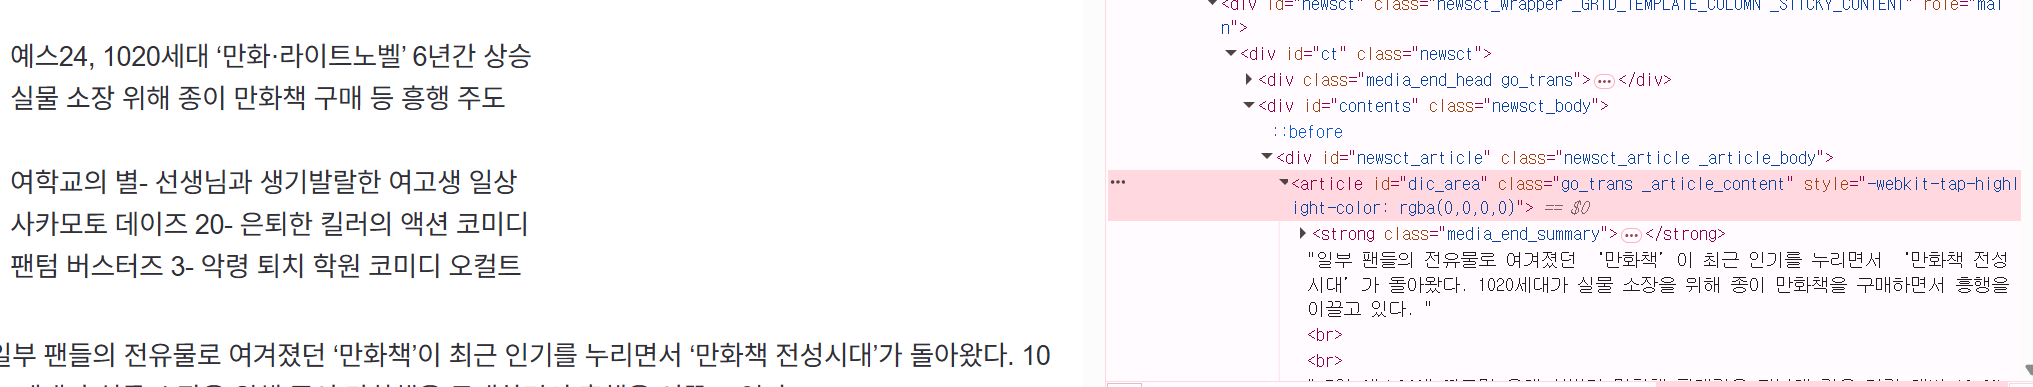 예스24, 1020세대 ‘만화·라이트노벨’ 6년간 상승
실물 소장 위해 종이 만화책 구매 등 흥행 주도
여학교의 별- 선생님과 생기발랄한 여고생 일상
사카모토 데이즈 20- 은퇴한 킬러의 액션 코미디
팬텀 버스터즈 3- 악령 퇴치 학원 코미디 오컬트
일부 팬들의 전유물로 여겨졌던 ‘만화책’이 최근 인기를 누리면서 ‘만화책 전성시대’가 돌아왔다. 10
<div id="newsct" class="newsct_wrapper _GRID_TEMPLATE_COLUMN _STICKY_CONTENT" role="mai
n">
<div id="ct" class="newsct">
<div class="media_end_head go_trans">⋯</div>
<div id="contents" class="newsct_body">
::before
<div id="newsct_article" class="newsct_article _article_body">
<article id="dic_area" class="go_trans _article_content" style="-webkit-tap-highl
ight-color: rgba(0,0,0,0)"> == $0
<strong class="media_end_summary">⋯</strong>
"일부 팬들의 전유물로 여겨졌던 ‘만화책’이 최근 인기를 누리면서 ‘만화책 전성
시대’가 돌아왔다. 1020세대가 실물 소장을 위해 종이 만화책을 구매하면서 흥행을
이끌고 있다. "
<br>
<br>